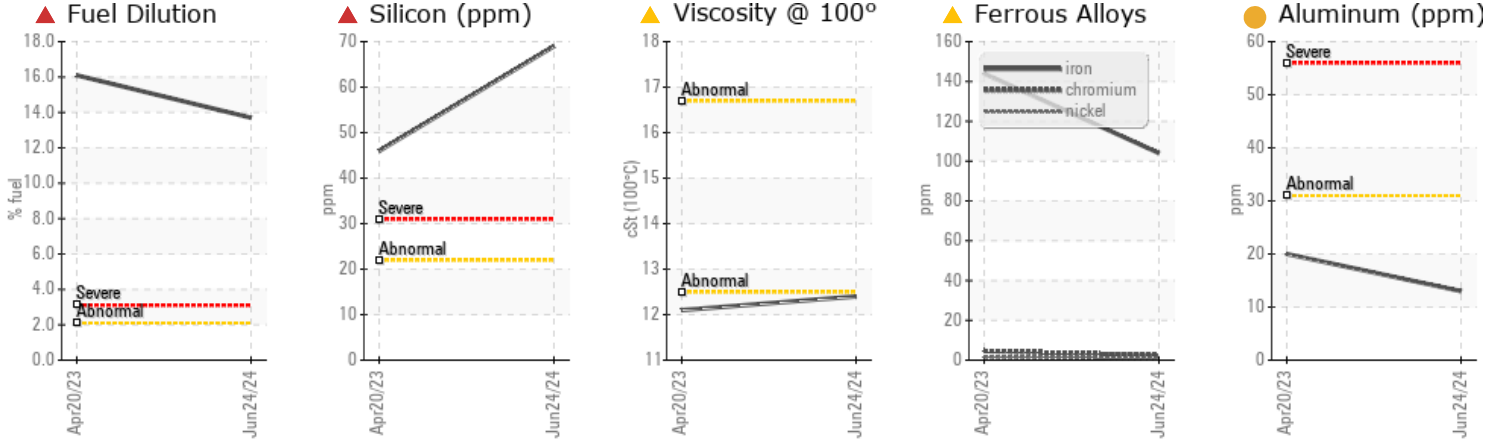 Fuel Dilution
% fuel
18.0
16.0
14.0
12.0
10.0
8.0
6.0
4.0
2.0
0.0
Severe
Abnormal
Apr20/23
Jun24/24
Silicon (ppm)
ppm
70
60
50
40
30
20
10
0
Severe
Abnormal
Apr20/23
Jun24/24
Viscosity @ 100°
cSt (100°C)
18
17
16
15
14
13
12
11
Abnormal
Abnormal
Apr20/23
Jun24/24
Ferrous Alloys
ppm
160
140
120
100
80
60
40
20
0
iron
chromium
nickel
Apr20/23
Jun24/24
Aluminum (ppm)
ppm
60
50
40
30
20
10
0
Severe
Abnormal
Apr20/23
Jun24/24